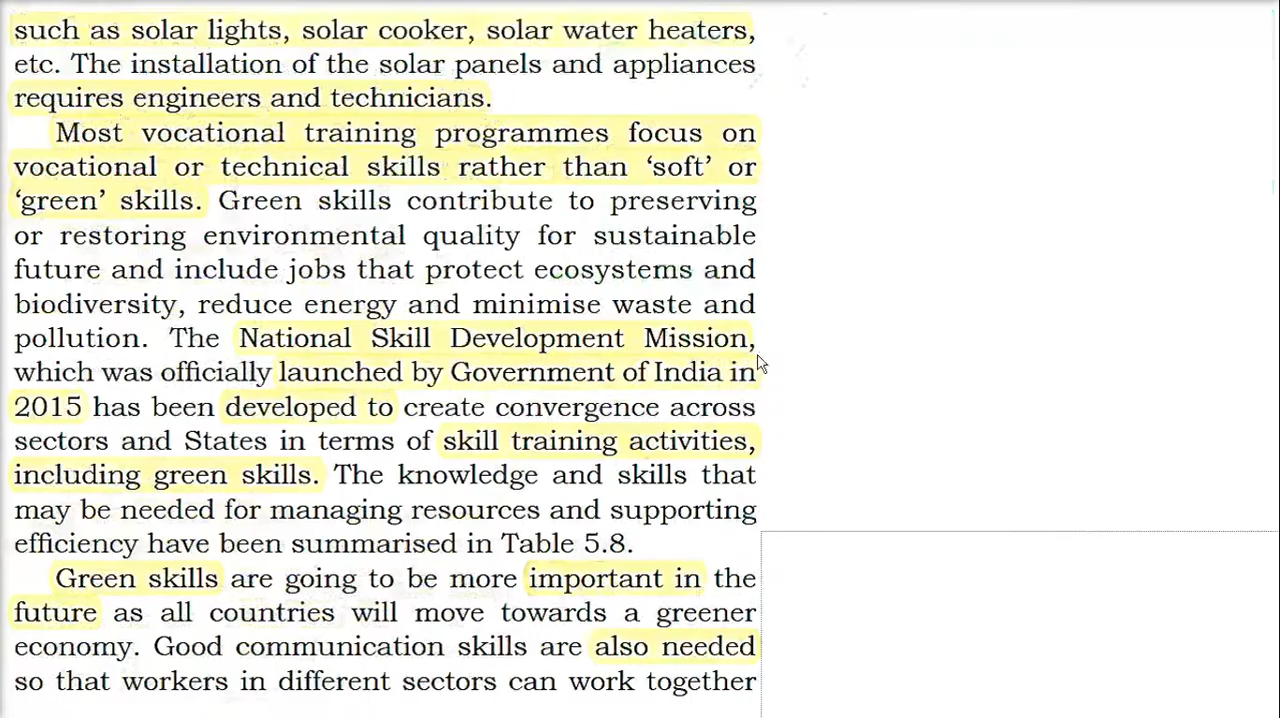 such as solar lights, solar cooker, solar water heaters,
etc. The installation of the solar panels and appliances
requires engineers and technicians.
Most vocational training programmes focus on
vocational or technical skills rather than ‘soft’ or
‘green’ skills. Green skills contribute to preserving
or restoring environmental quality for sustainable
future and include jobs that protect ecosystems and
biodiversity, reduce energy and minimise waste and
pollution. The National Skill Development Mission,
which was officially launched by Government of India in
2015 has been developed to create convergence across
sectors and States in terms of skill training activities,
including green skills. The knowledge and skills that
may be needed for managing resources and supporting
efficiency have been summarised in Table 5.8.
Green skills are going to be more important in the
future as all countries will move towards a greener
economy. Good communication skills are also needed
so that workers in different sectors can work together